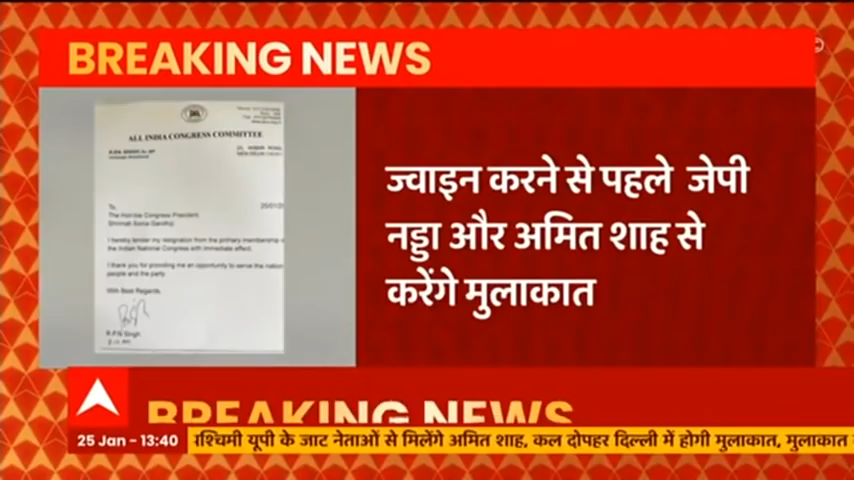 BREAKING NEWS
ALL INDIA CONGRESS COMMITTEE
To,
The Hon'ble Congress President
Shrimati Sonia Gandhiji
I hereby tender my resignation from the primary membership
the Indian National Congress with immediate effect.
I thank you for providing me an opportunity to serve the nation
people and the party
With Best Regards
R.P.N Singh
ज्वाइन करने से पहले जेपी
नड्डा और अमित शाह से
करेंगे मुलाकात
BREAKING NEWS
25 Jan - 13:40
रश्चिमी यूपी के जाट नेताओं से मिलेंगे अमित शाह, कल दोपहर दिल्ली में होगी मुलाकात, मुलाकात